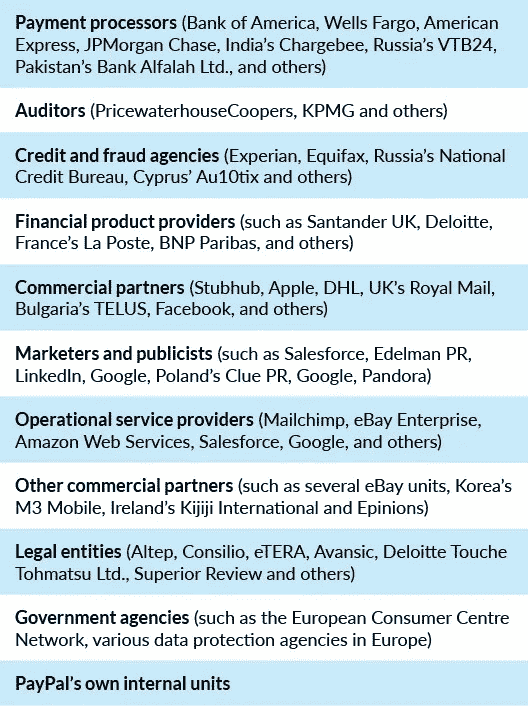 Payment processors (Bank of America, Wells Fargo, American
Express, JPMorgan Chase, India’s Chargebee, Russia’s VTB24,
Pakistan’s Bank Alfalah Ltd., and others)
Auditors (PricewaterhouseCoopers, KPMG and others)
Credit and fraud agencies (Experian, Equifax, Russia’s National
Credit Bureau, Cyprus’ Au10tix and others)
Financial product providers (such as Santander UK, Deloitte,
France’s La Poste, BNP Paribas, and others)
Commercial partners (Stubhub, Apple, DHL, UK’s Royal Mail,
Bulgaria’s TELUS, Facebook, and others)
Marketers and publicists (such as Salesforce, Edelman PR,
LinkedIn, Google, Poland’s Clue PR, Google, Pandora)
Operational service providers (Mailchimp, eBay Enterprise,
Amazon Web Services, Salesforce, Google, and others)
Other commercial partners (such as several eBay units, Korea’s
M3 Mobile, Ireland’s Kijiji International and Epinions)
Legal entities (Altep, Consilio, eTERA, Avansic, Deloitte Touche
Tohmatsu Ltd., Superior Review and others)
Government agencies (such as the European Consumer Centre
Network, various data protection agencies in Europe)
PayPal’s own internal units